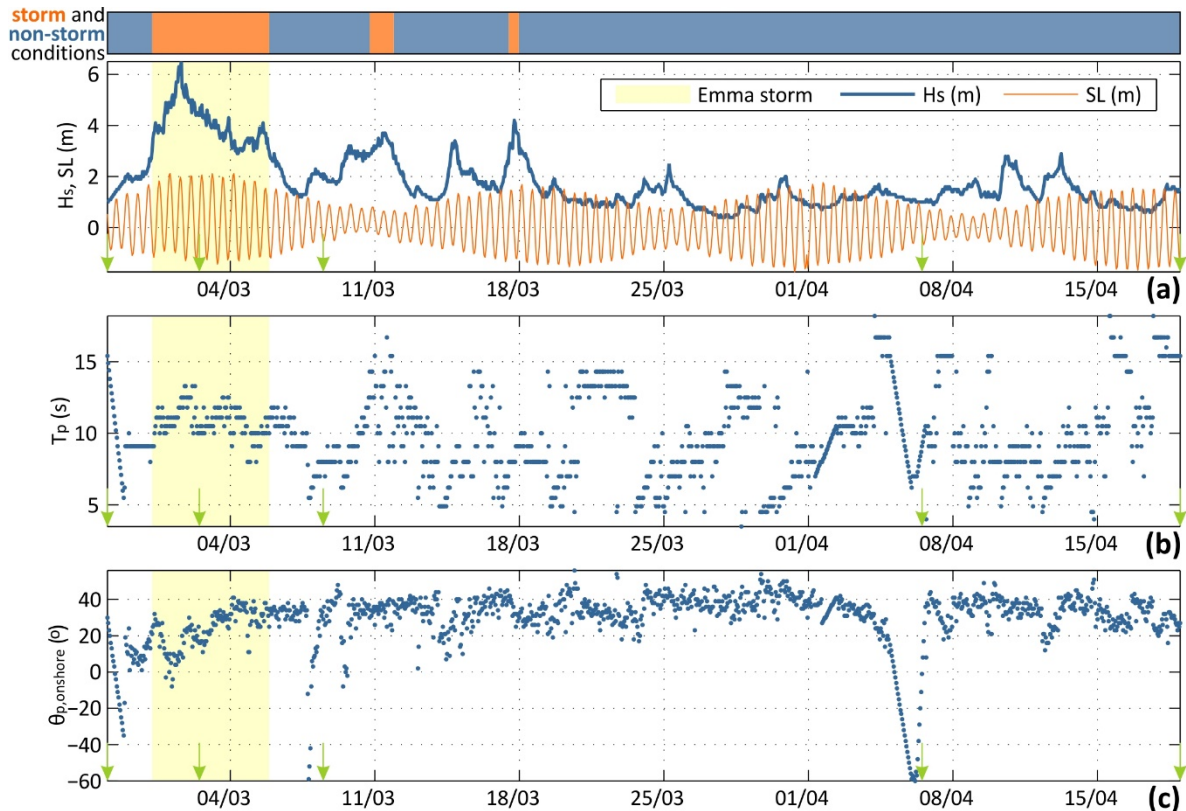 storm and
non-storm
conditions
Emma storm Hs (m) SL (m)
Hs, SL (m)
6
4
2
0
04/03 11/03 18/03 25/03 01/04 08/04 15/04
(a)
Tp (s)
15
10
5
04/03 11/03 18/03 25/03 01/04 08/04 15/04
(b)
θp,onshore (º)
40
20
0
−20
−40
−60
04/03 11/03 18/03 25/03 01/04 08/04 15/04
(c)